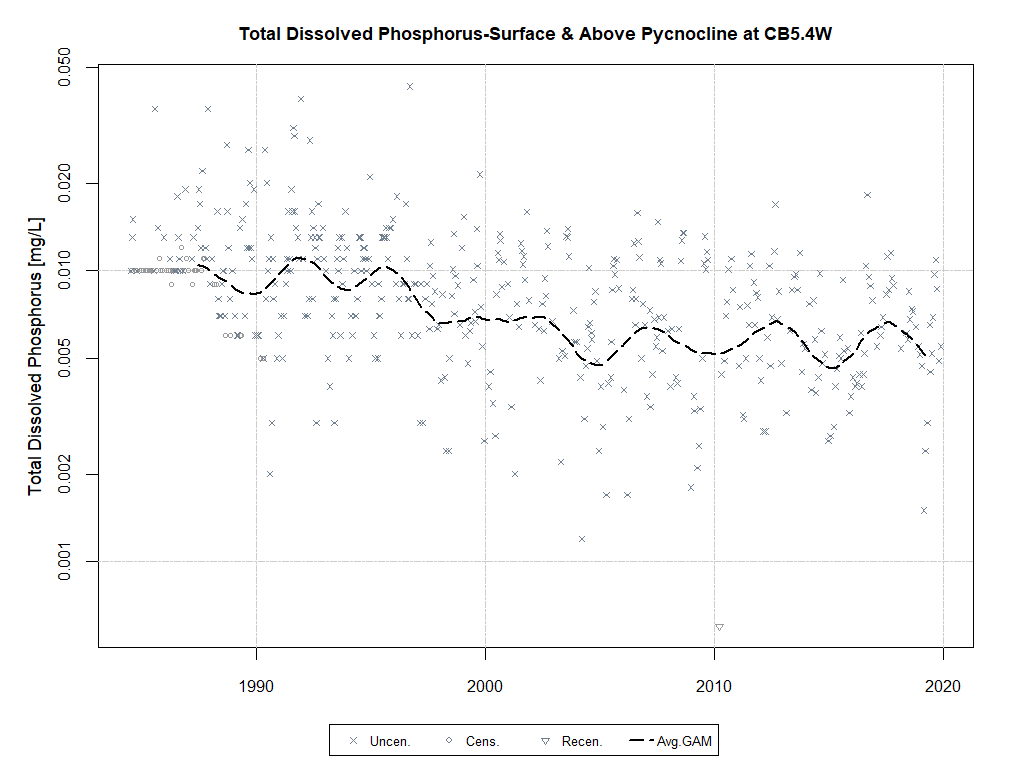 Total Dissolved Phosphorus-Surface & Above Pycnocline at CB5.4W
Total Dissolved Phosphorus [mg/L]
0.050
0.020
0.010
0.005
0.002
0.001
1990 2000 2010 2020
Uncen. Cens. Recen. Avg.GAM